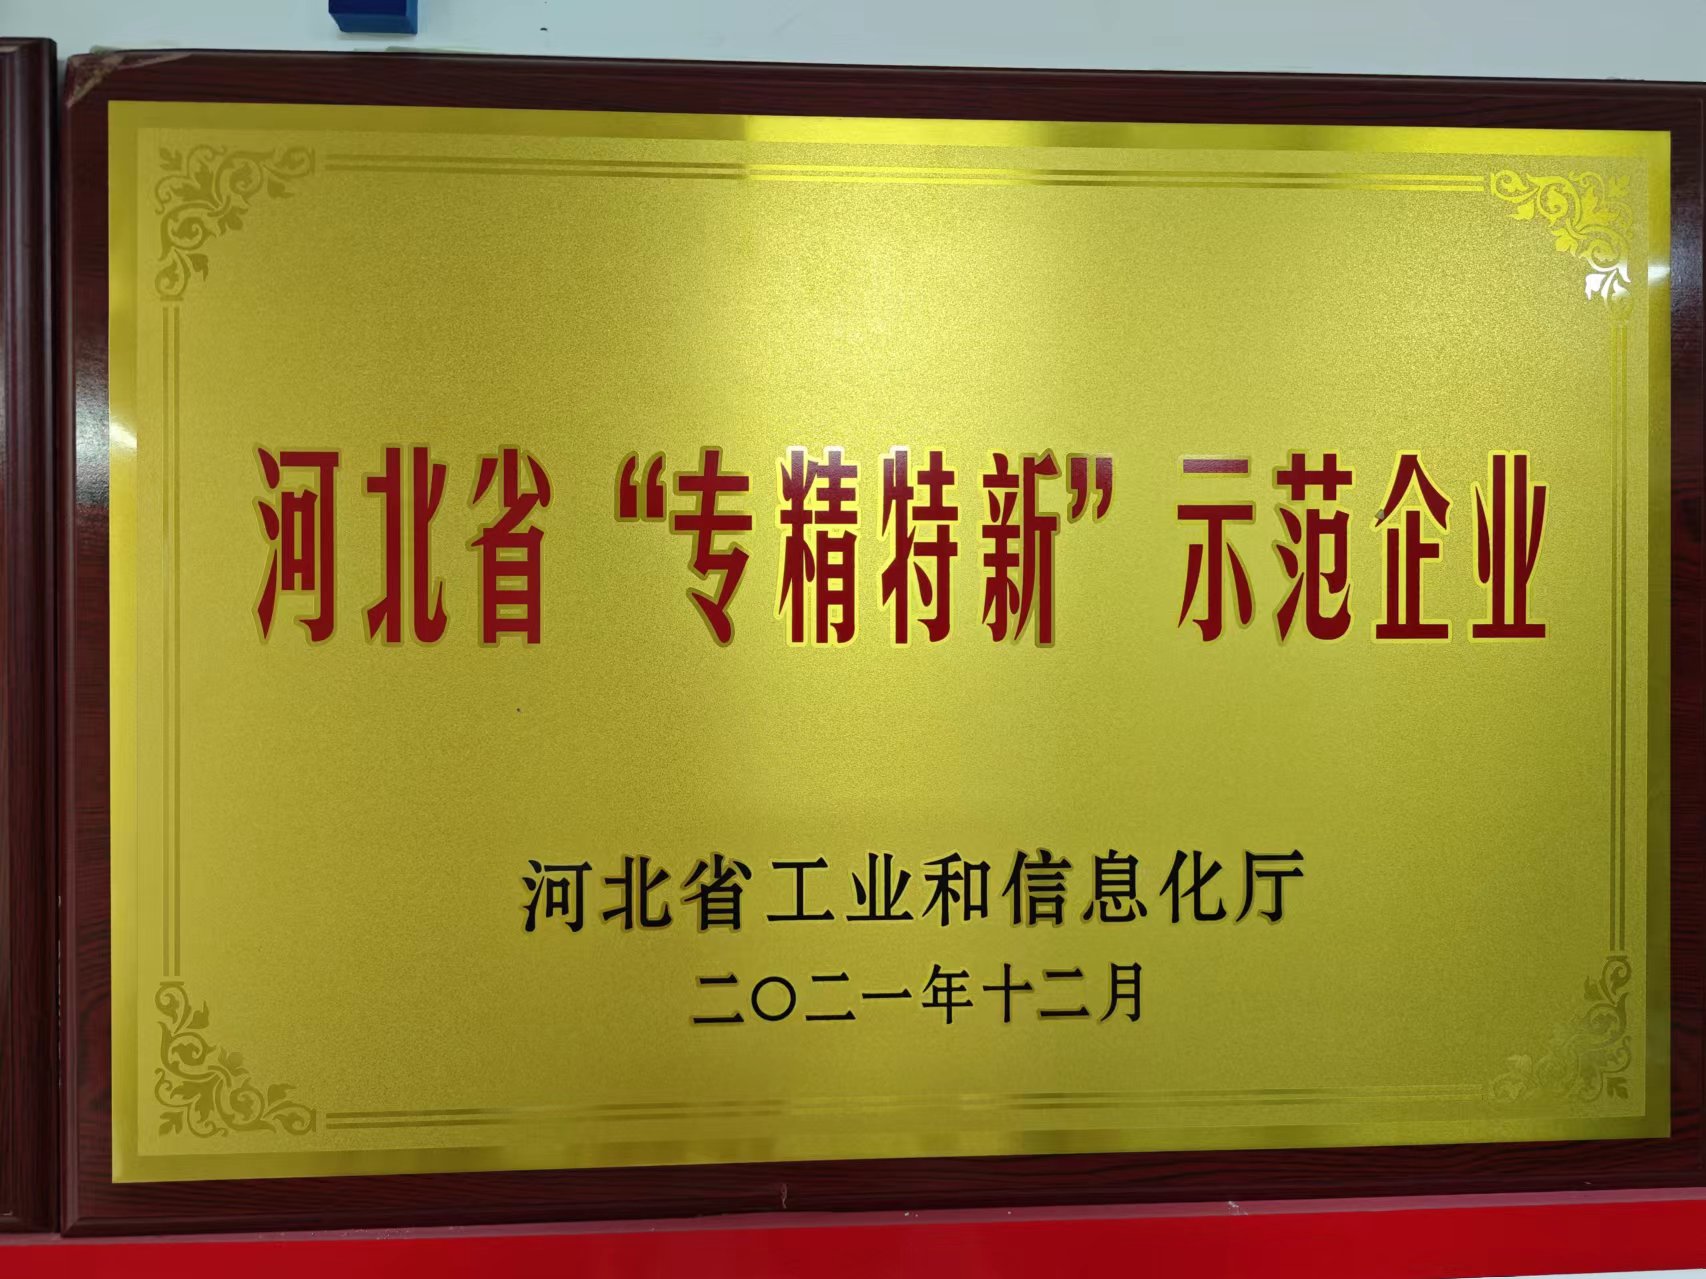 河北省“专精特新”示范企业
河北省工业和信息化厅
二〇二一年十二月